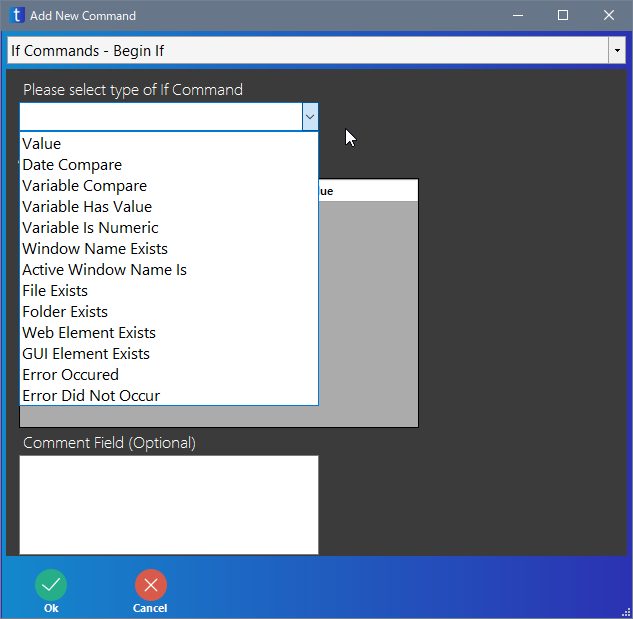 Add New Command
If Commands - Begin If
Please select type of If Command
Value
Date Compare
Variable Compare
Variable Has Value
Variable Is Numeric
Window Name Exists
Active Window Name Is
File Exists
Folder Exists
Web Element Exists
GUI Element Exists
Error Occured
Error Did Not Occur
Comment Field (Optional)
Ok Cancel